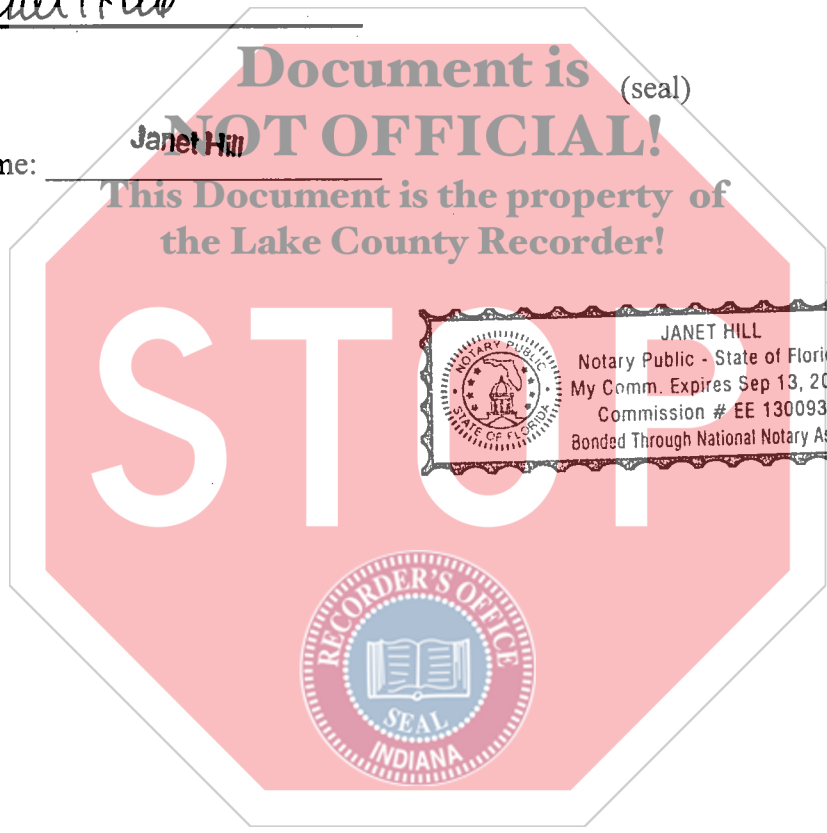 Document is
(seal)
NOT OFFICIAL!
Janet Hill
me:
This Document is the property of
the Lake County Recorder!
STOP
JANET HILL
Notary Public - State of Flori
My Comm. Expires Sep 13, 20
Commission # EE 130093
Bonded Through National Notary As
NOTARY PUBLIC
STATE OF FLORIDA
RECORDER'S OFFICE
SEAL
INDIANA